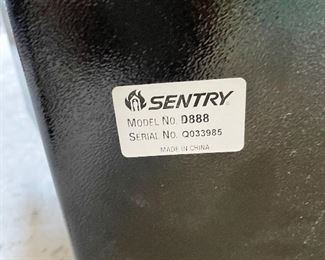 SENTRY
MODEL NO. D888
SERIAL NO. Q033985
MADE IN CHINA